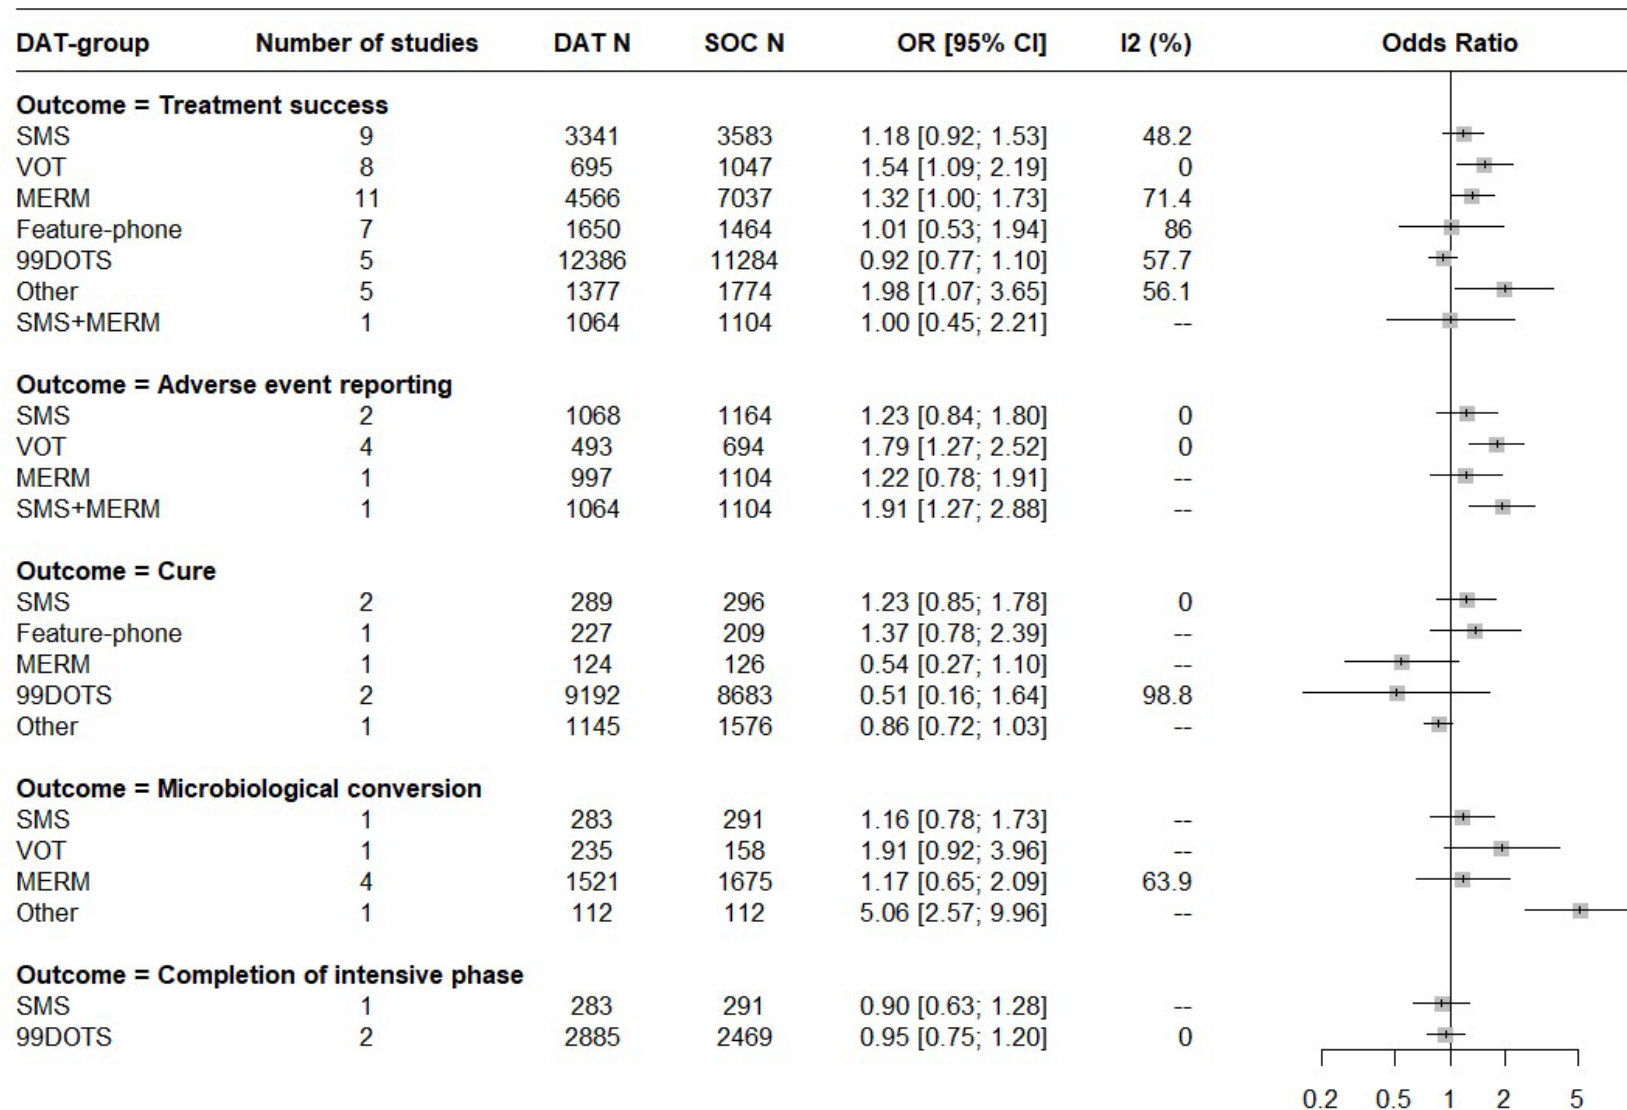 DAT-group Number of studies DAT N SOC N OR [95% CI] I2 (%) Odds Ratio
Outcome = Treatment success
SMS 9 3341 3583 1.18 [0.92; 1.53] 48.2
VOT 8 695 1047 1.54 [1.09; 2.19] 0
MERM 11 4566 7037 1.32 [1.00; 1.73] 71.4
Feature-phone 7 1650 1464 1.01 [0.53; 1.94] 86
99DOTS 5 12386 11284 0.92 [0.77; 1.10] 57.7
Other 5 1377 1774 1.98 [1.07; 3.65] 56.1
SMS+MERM 1 1064 1104 1.00 [0.45; 2.21] --
Outcome = Adverse event reporting
SMS 2 1068 1164 1.23 [0.84; 1.80] 0
VOT 4 493 694 1.79 [1.27; 2.52] 0
MERM 1 997 1104 1.22 [0.78; 1.91] --
SMS+MERM 1 1064 1104 1.91 [1.27; 2.88] --
Outcome = Cure
SMS 2 289 296 1.23 [0.85; 1.78] 0
Feature-phone 1 227 209 1.37 [0.78; 2.39] --
MERM 1 124 126 0.54 [0.27; 1.10] --
99DOTS 2 9192 8683 0.51 [0.16; 1.64] 98.8
Other 1 1145 1576 0.86 [0.72; 1.03] --
Outcome = Microbiological conversion
SMS 1 283 291 1.16 [0.78; 1.73] --
VOT 1 235 158 1.91 [0.92; 3.96] --
MERM 4 1521 1675 1.17 [0.65; 2.09] 63.9
Other 1 112 112 5.06 [2.57; 9.96] --
Outcome = Completion of intensive phase
SMS 1 283 291 0.90 [0.63; 1.28] --
99DOTS 2 2885 2469 0.95 [0.75; 1.20] 0
0.2 0.5 1 2 5